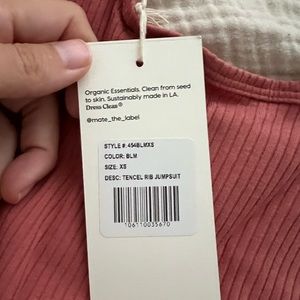 Organic Essentials. Clean from seed
to skin. Sustainably made in LA.
Dress Clean®
@mate_the_label
STYLE #: 454BLMXS
COLOR: BLM
SIZE: XS
DESC: TENCEL RIB JUMPSUIT
106110035670